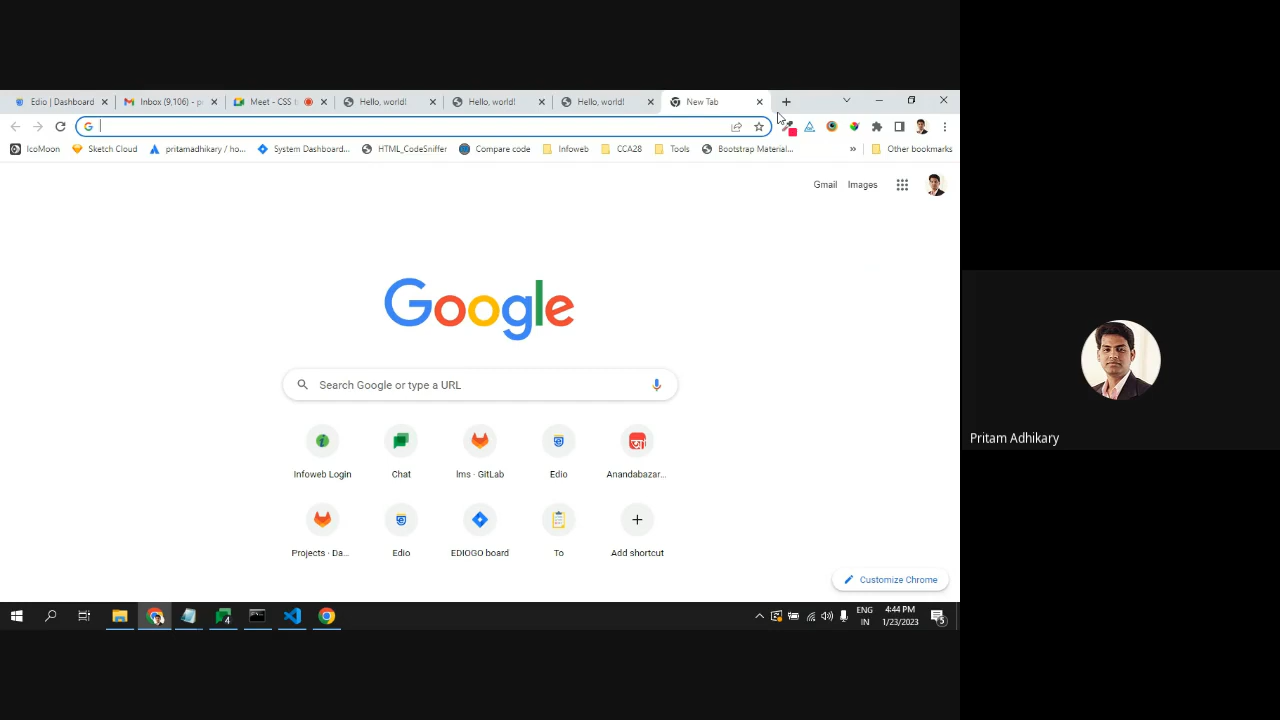 Edio | Dashboard
Inbox (9,106) - p
Meet - CSS t
Hello, world!
Hello, world!
Hello, world!
New Tab
IcoMoon
Sketch Cloud
pritamadhikary / ho...
System Dashboard...
HTML_CodeSniffer
Compare code
Infoweb
CCA28
Tools
Bootstrap Material...
»
Other bookmarks
Gmail
Images
Google
Search Google or type a URL
Infoweb Login
Chat
lms · GitLab
Edio
Anandabazar...
Projects · Da...
Edio
EDIOGO board
To
Add shortcut
Customize Chrome
Pritam Adhikary
4
ENG
IN
4:44 PM
1/23/2023
5